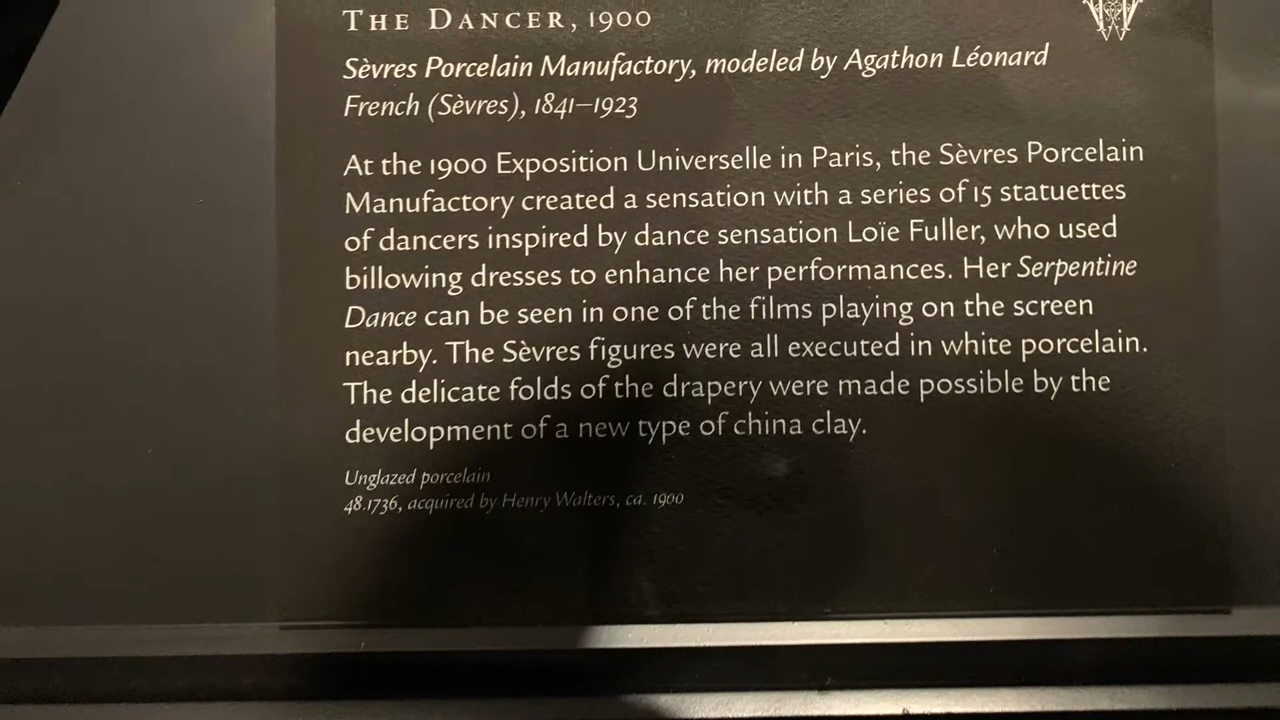 THE DANCER, 1900
Sèvres Porcelain Manufactory, modeled by Agathon Léonard
French (Sèvres), 1841–1923
At the 1900 Exposition Universelle in Paris, the Sèvres Porcelain
Manufactory created a sensation with a series of 15 statuettes
of dancers inspired by dance sensation Loïe Fuller, who used
billowing dresses to enhance her performances. Her Serpentine
Dance can be seen in one of the films playing on the screen
nearby. The Sèvres figures were all executed in white porcelain.
The delicate folds of the drapery were made possible by the
development of a new type of china clay.
Unglazed porcelain
48.1736, acquired by Henry Walters, ca. 1900